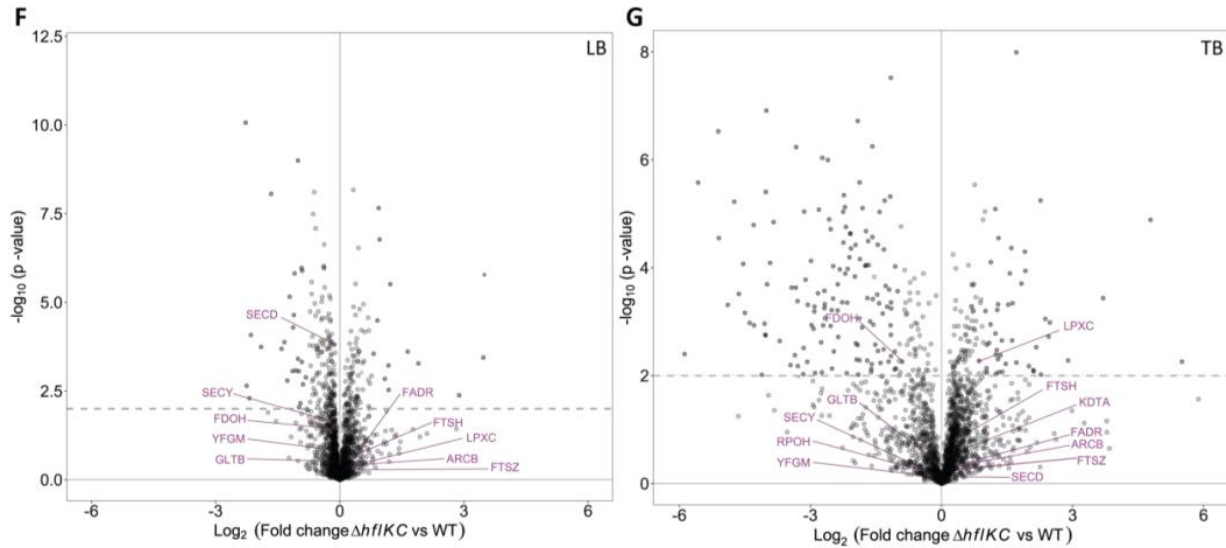 F
LB
12.5
10.0
7.5
5.0
2.5
0.0
-log10 (p -value)
SECD
SECY
FDOH
YFGM
GLTB
FADR
FTSH
LPXC
ARCB
FTSZ
-6
-3
0
3
6
Log2 (Fold change ΔhflKC vs WT)
G
TB
8
6
4
2
0
-log10 (p -value)
FDOH
LPXC
GLTB
SECY
RPOH
YFGM
FTSH
KDTA
FADR
ARCB
FTSZ
SECD
-6
-3
0
3
6
Log2 (Fold change ΔhflKC vs WT)